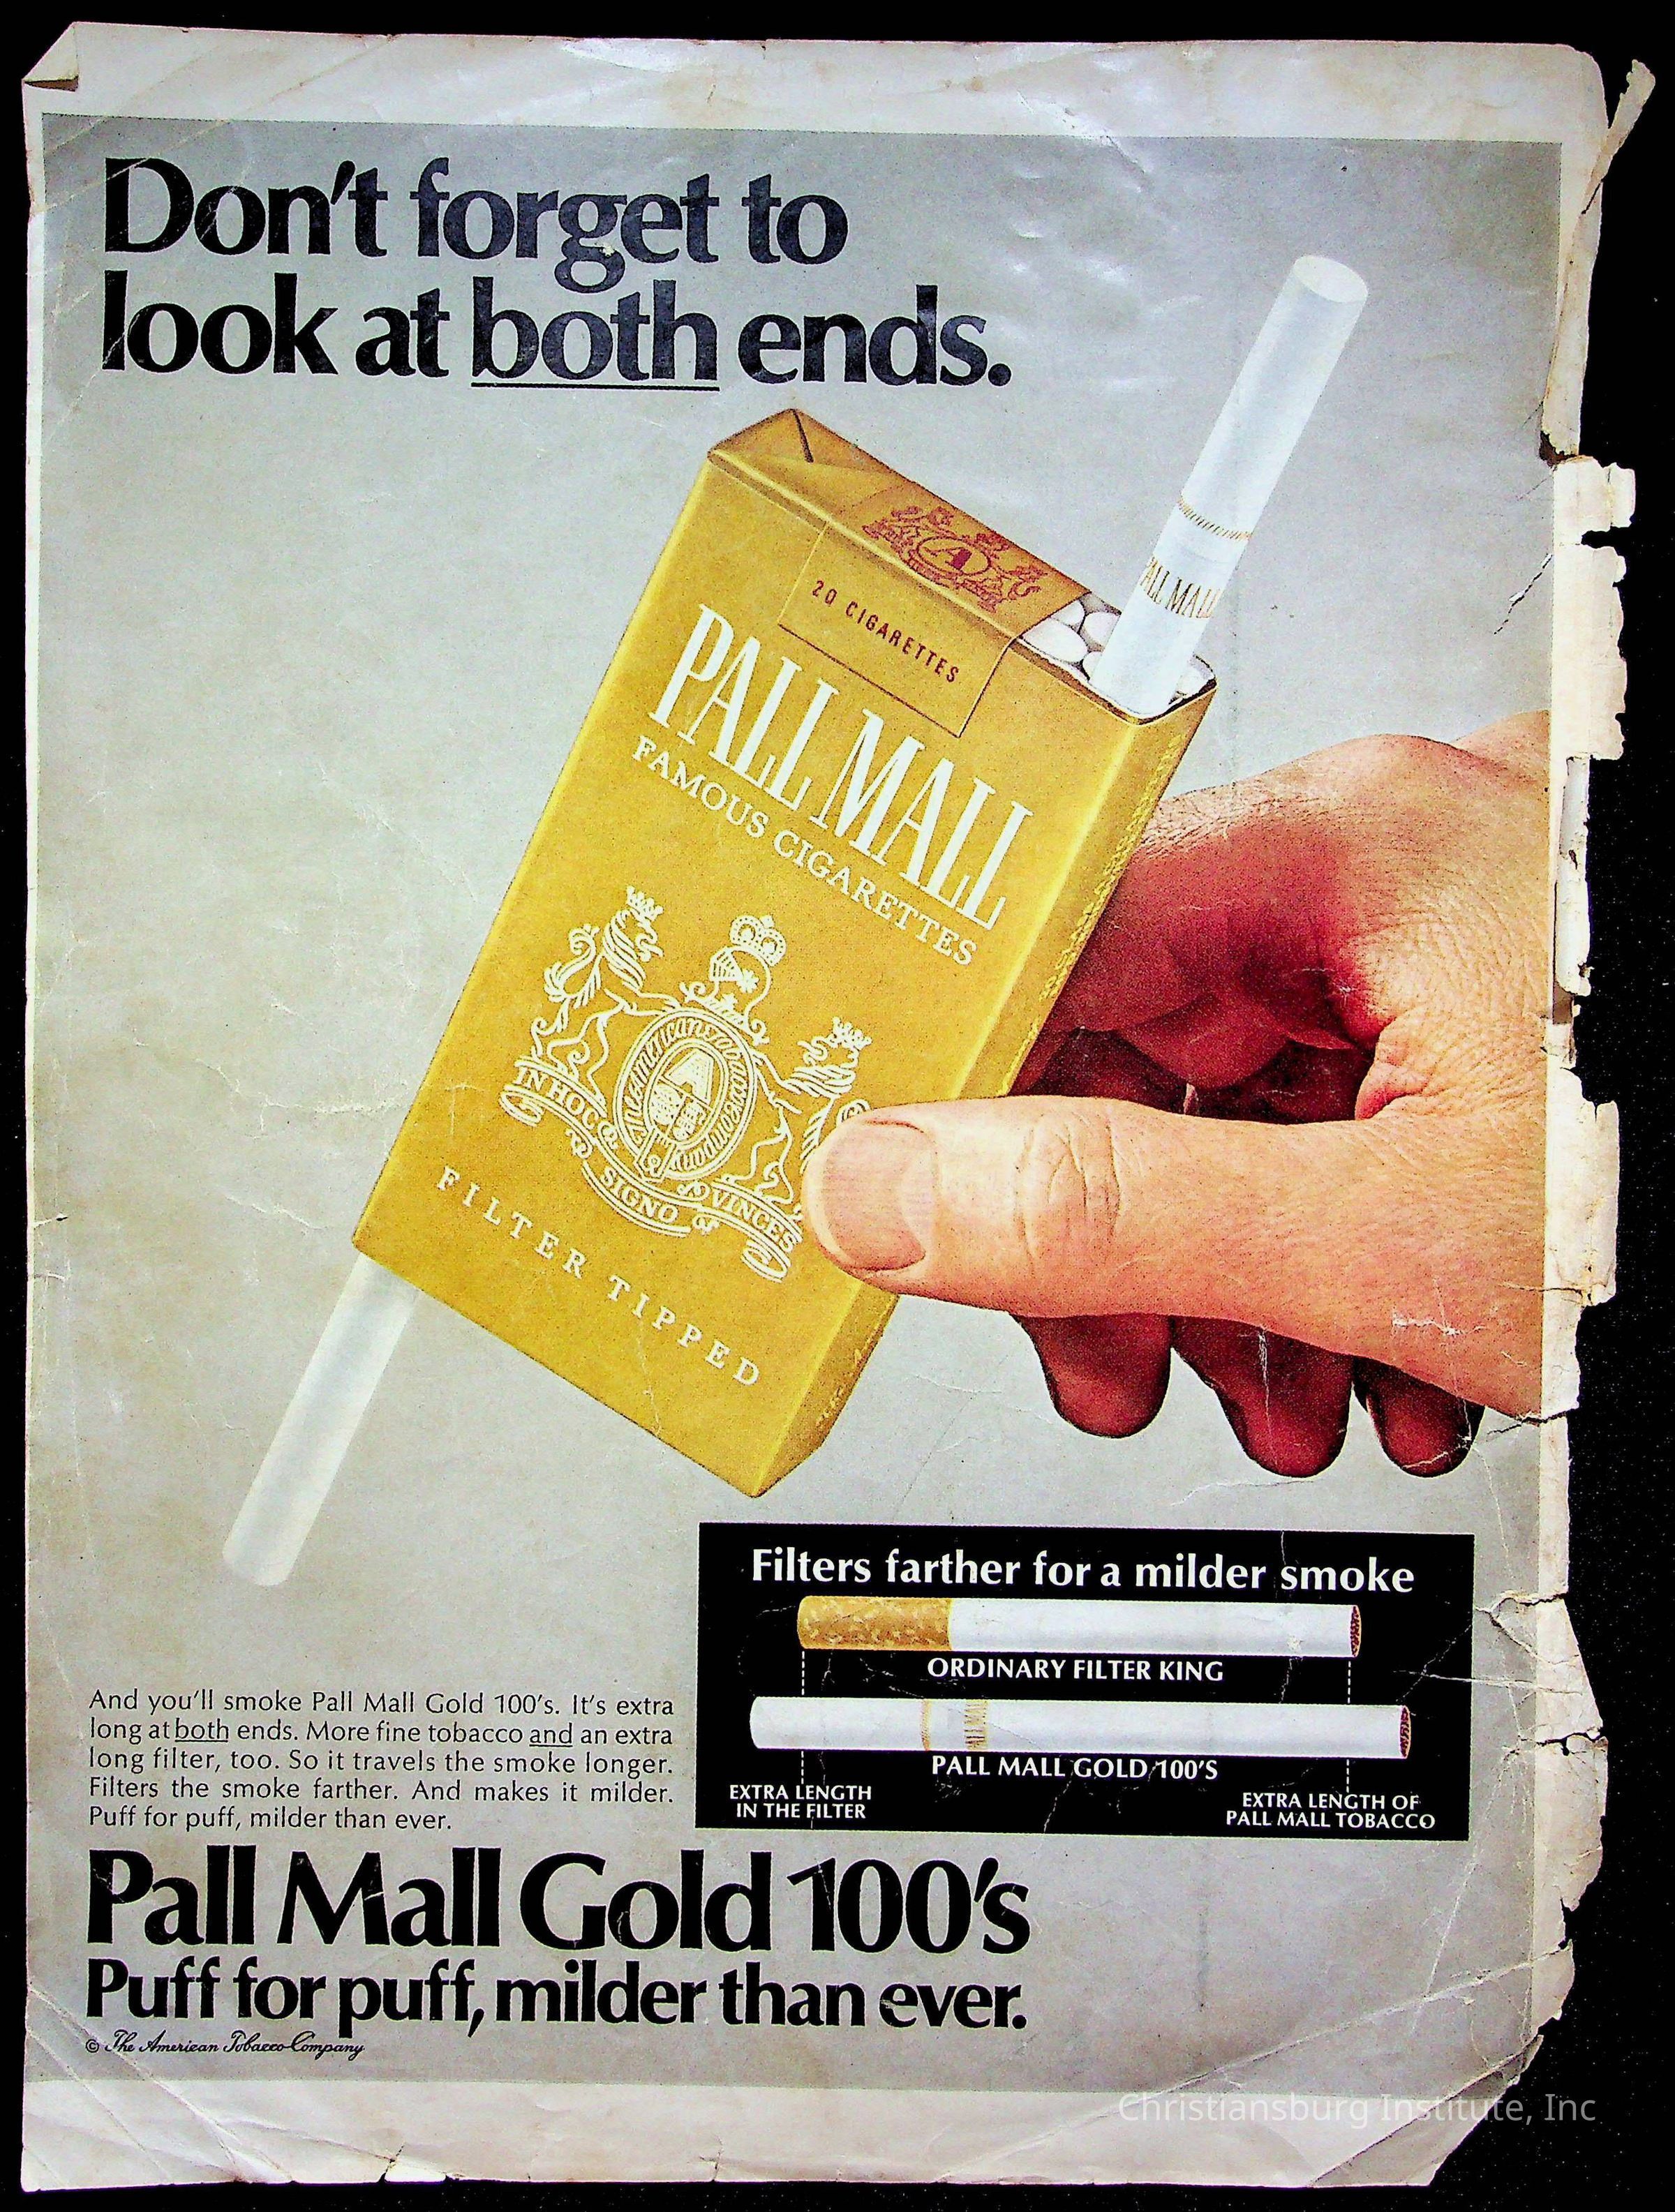 Don't forget to
look at both ends.
PALL MALL
20 CIGARETTES
PALL MALL
FAMOUS CIGARETTES
A
IN HOC
SIGNO
VINCES
FILTER TIPPED
Filters farther for a milder smoke
ORDINARY FILTER KING
PALL MALL GOLD 100'S
EXTRA LENGTH
IN THE FILTER
EXTRA LENGTH OF
PALL MALL TOBACCO
And you'll smoke Pall Mall Gold 100's. It's extra
long at both ends. More fine tobacco and an extra
long filter, too. So it travels the smoke longer.
Filters the smoke farther. And makes it milder.
Puff for puff, milder than ever.
Pall Mall Gold 100's
Puff for puff, milder than ever.
© The American Tobacco Company
Christiansburg Institute, Inc